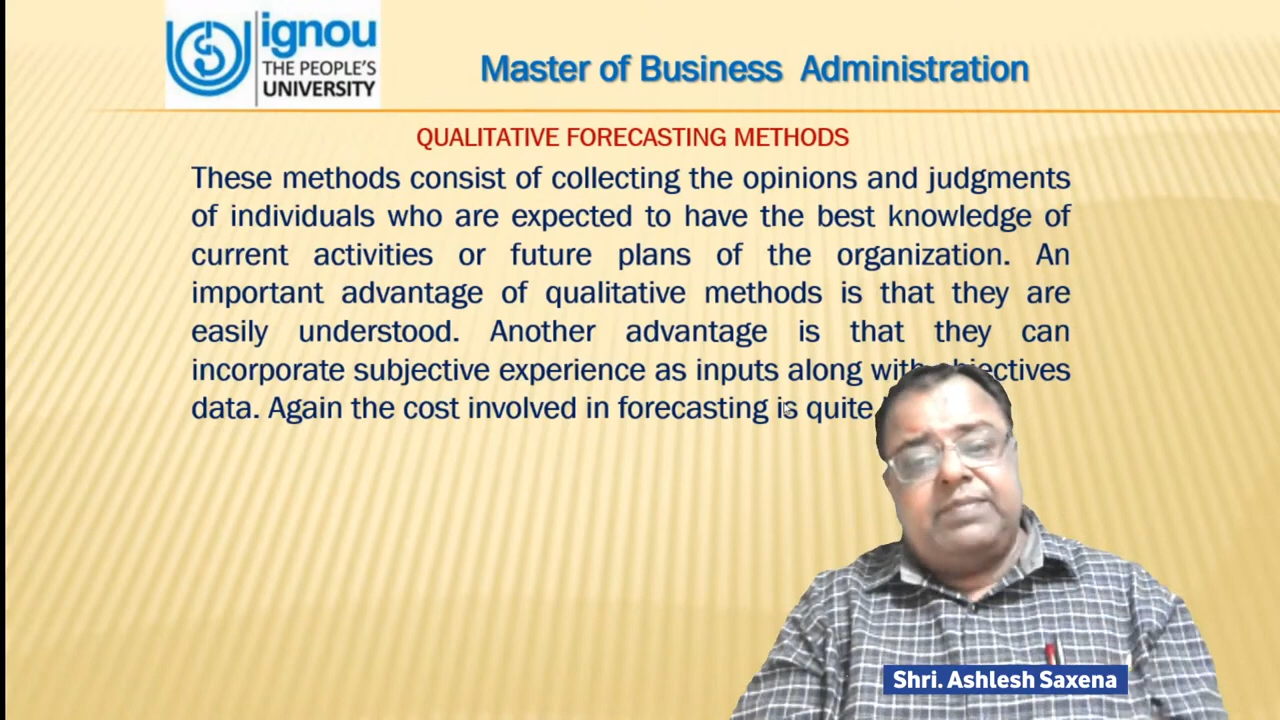 ignou
THE PEOPLE'S
UNIVERSITY
Master of Business Administration
QUALITATIVE FORECASTING METHODS
These methods consist of collecting the opinions and judgments
of individuals who are expected to have the best knowledge of
current activities or future plans of the organization. An
important advantage of qualitative methods is that they are
easily understood. Another advantage is that they can
incorporate subjective experience as inputs along with objectives
data. Again the cost involved in forecasting is quite
Shri. Ashlesh Saxena